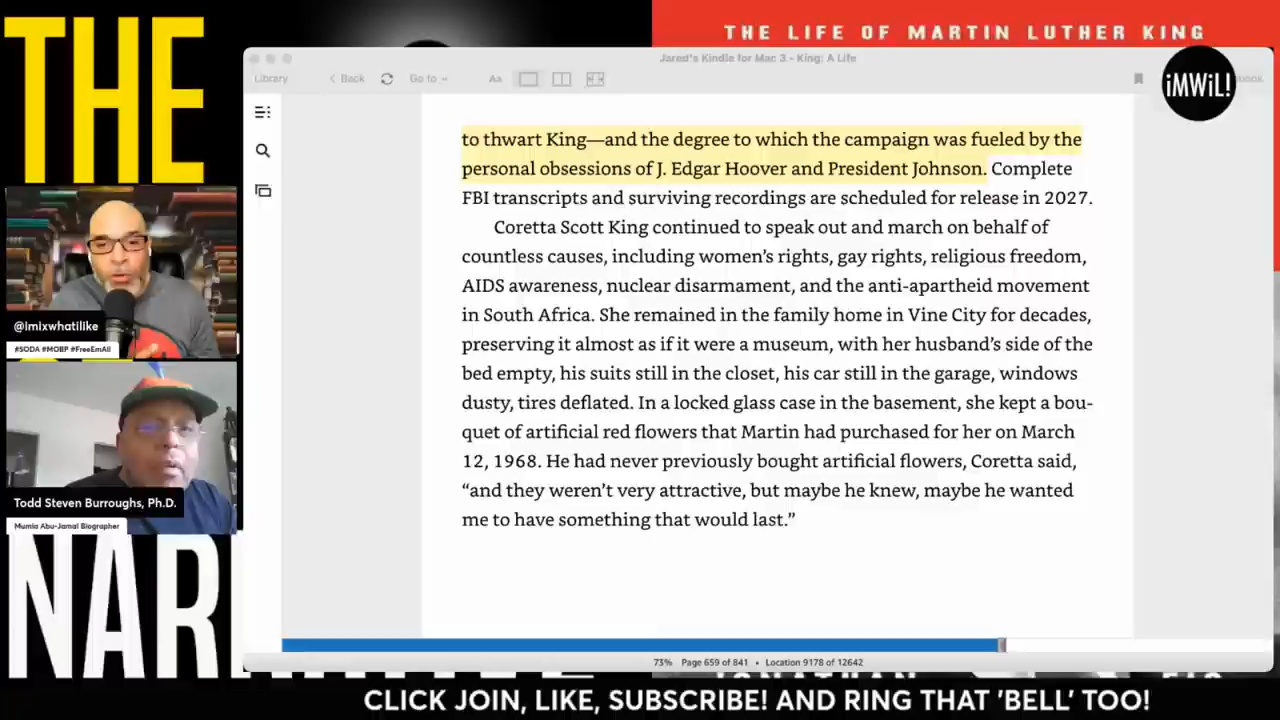 THE
THE LIFE OF MARTIN LUTHER KING
iMWiL!
Jared's Kindle for Mac 3 - King: A Life
Library
Back
Go to
Aa
to thwart King—and the degree to which the campaign was fueled by the
personal obsessions of J. Edgar Hoover and President Johnson. Complete
FBI transcripts and surviving recordings are scheduled for release in 2027.
Coretta Scott King continued to speak out and march on behalf of
countless causes, including women's rights, gay rights, religious freedom,
AIDS awareness, nuclear disarmament, and the anti-apartheid movement
in South Africa. She remained in the family home in Vine City for decades,
preserving it almost as if it were a museum, with her husband's side of the
bed empty, his suits still in the closet, his car still in the garage, windows
dusty, tires deflated. In a locked glass case in the basement, she kept a bou-
quet of artificial red flowers that Martin had purchased for her on March
12, 1968. He had never previously bought artificial flowers, Coretta said,
“and they weren't very attractive, but maybe he knew, maybe he wanted
me to have something that would last.”
73% Page 659 of 841 • Location 9178 of 12642
@imixwhatilike
#SODA #MOBP #FreeEmAll
Todd Steven Burroughs, Ph.D.
Mumia Abu-Jamal Biographer
NAR
CLICK JOIN, LIKE, SUBSCRIBE! AND RING THAT 'BELL' TOO!